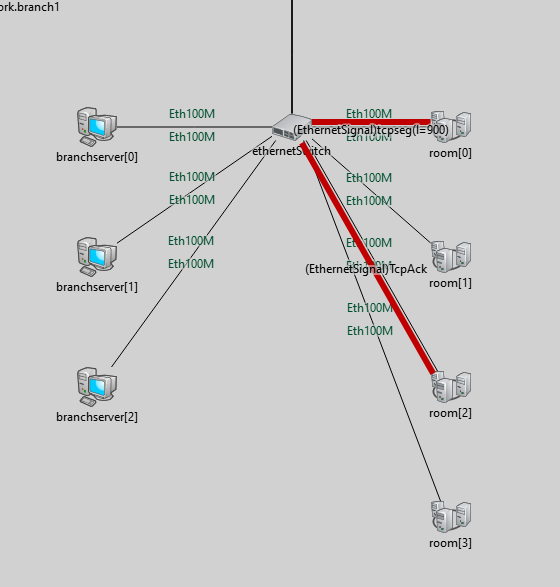 ork.branch1
Eth100M
Eth100M
(EthernetSignal)tcpseg(l=900)
Eth100M
Eth100M
branchserver[0]
ethernetSwitch
room[0]
Eth100M
Eth100M
Eth100M
Eth100M
Eth100M
Eth100M
Eth100M
(EthernetSignal)TcpAck
Eth100M
branchserver[1]
room[1]
Eth100M
Eth100M
branchserver[2]
room[2]
room[3]